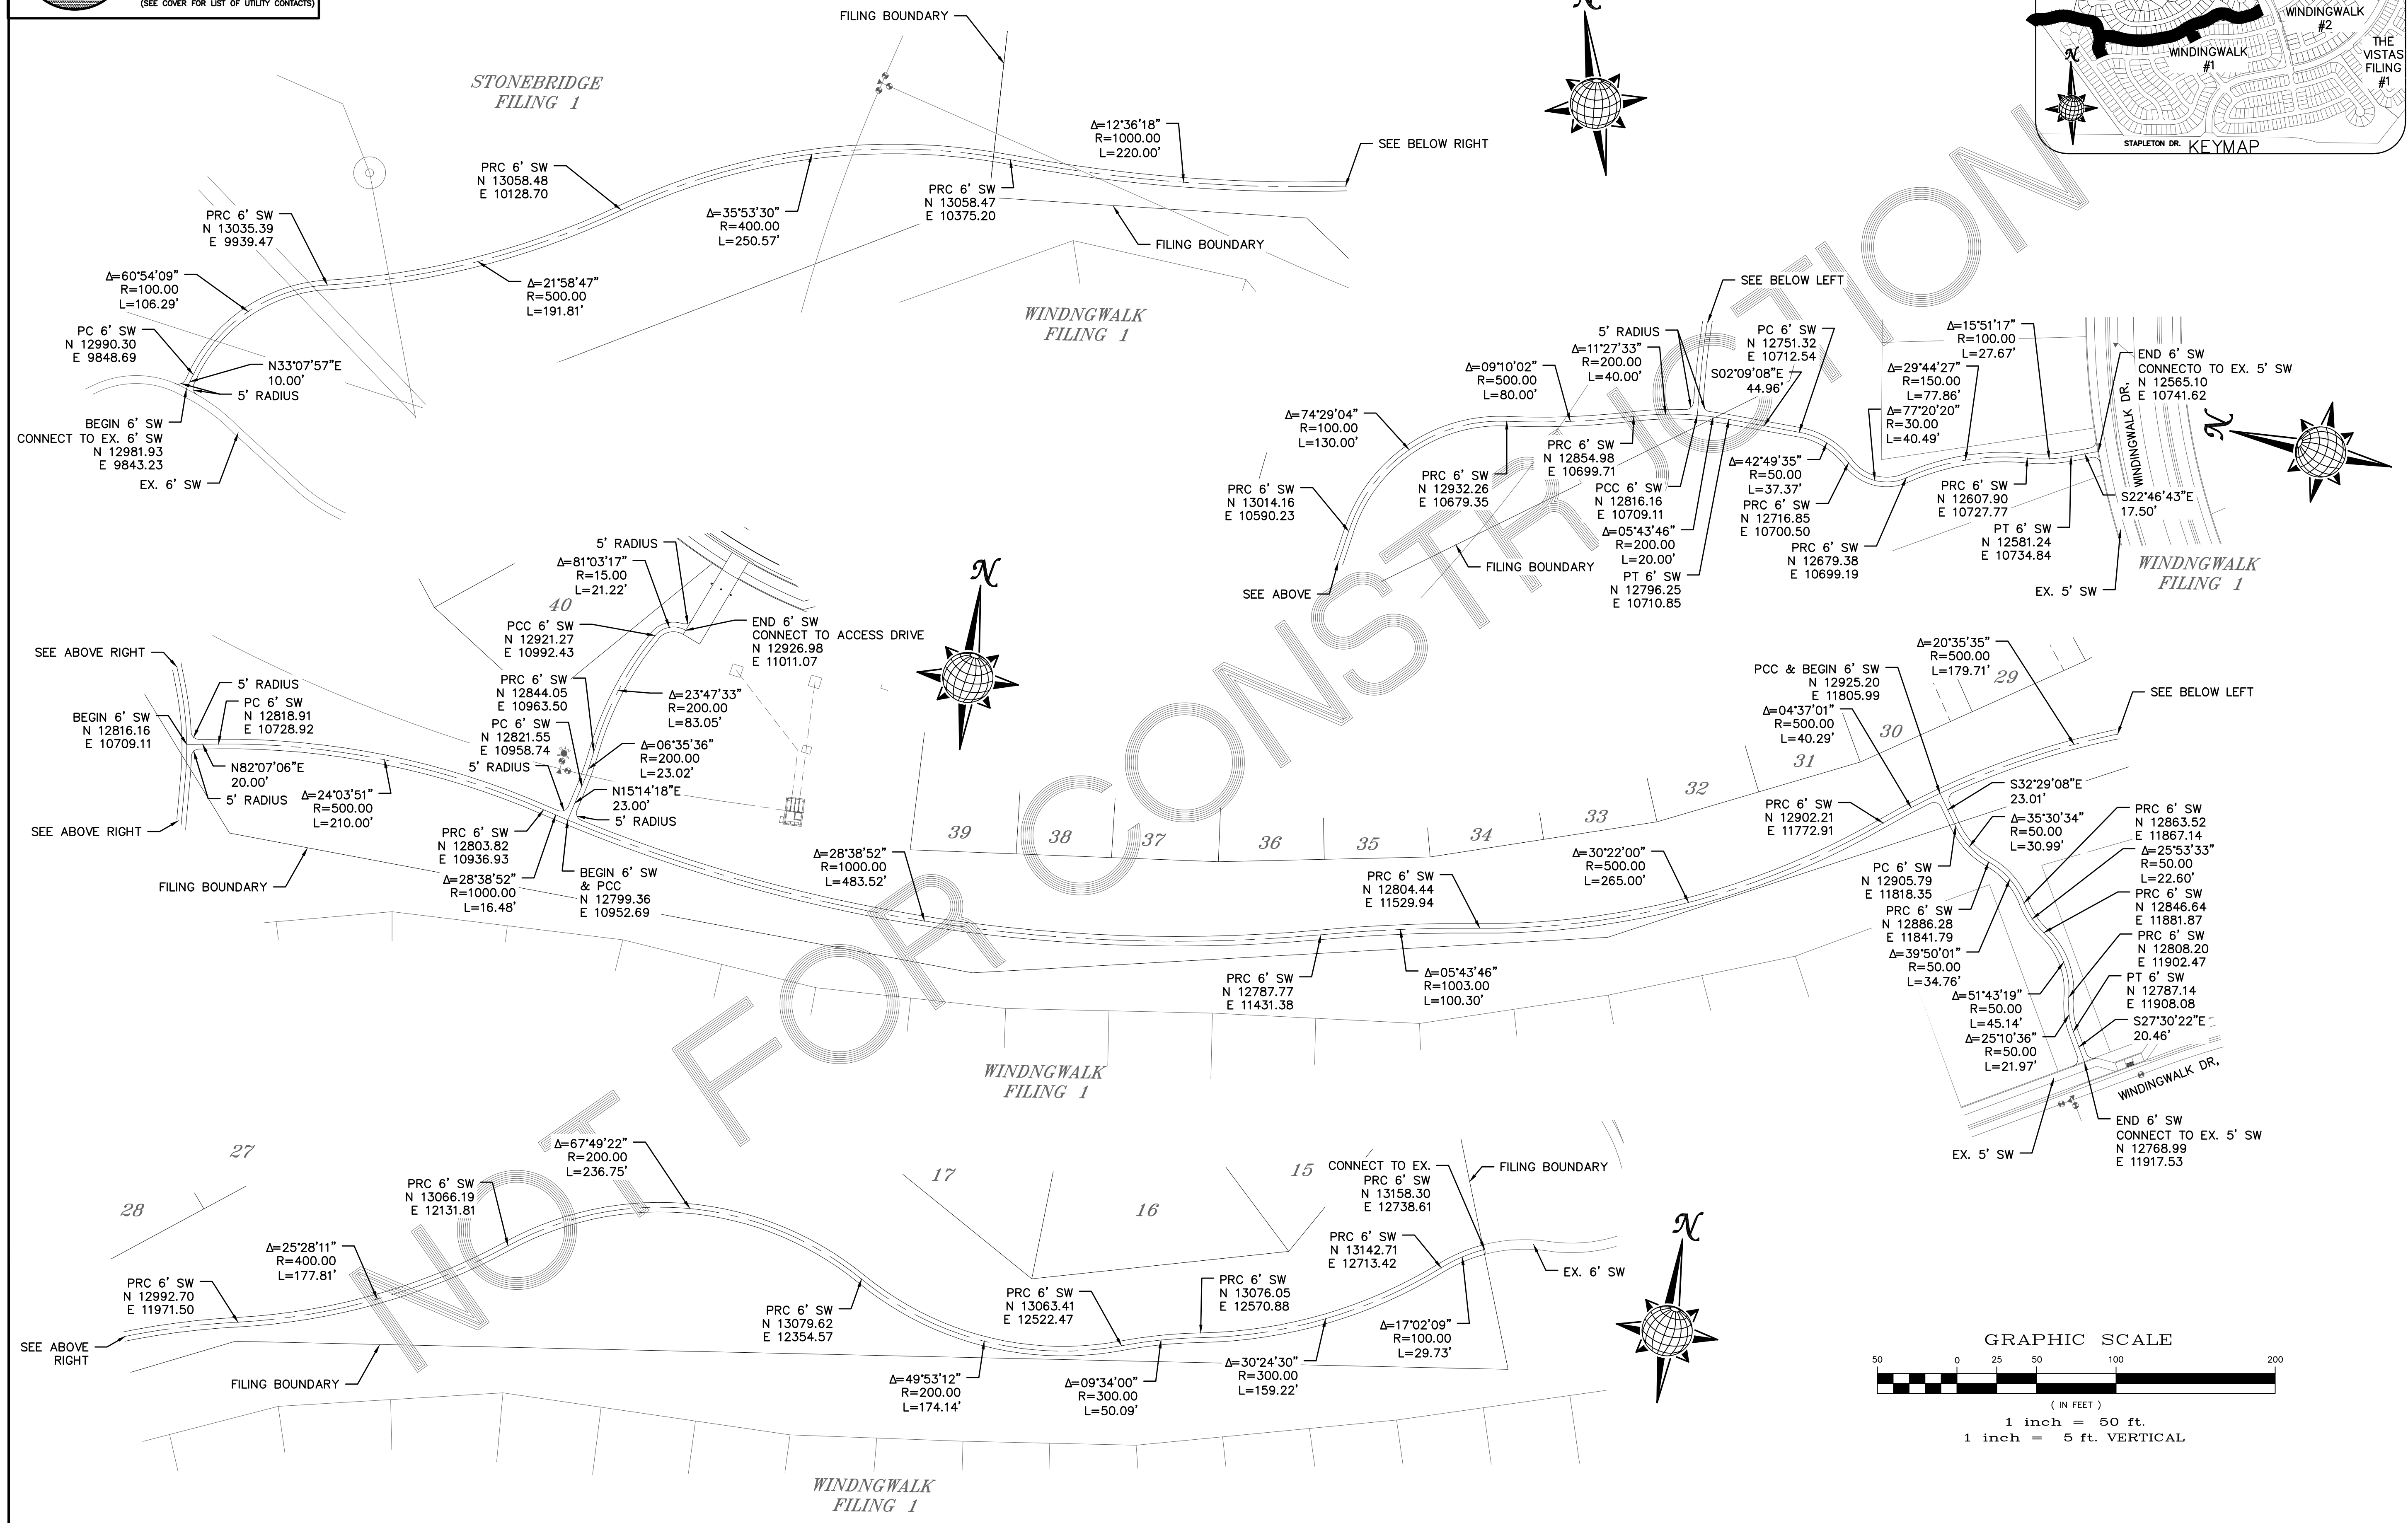 (SEE COVER FOR LIST OF UTILITY CONTACTS)
FILING BOUNDARY
STONEBRIDGE
FILING 1
N
WINDINGWALK
#2
WINDINGWALK
#1
THE
VISTAS
FILING
#1
N
STAPLETON DR. KEYMAP
Δ=12°36'18"
R=1000.00
L=220.00'
SEE BELOW RIGHT
PRC 6' SW
N 13058.48
E 10128.70
PRC 6' SW
N 13058.47
E 10375.20
Δ=35°53'30"
R=400.00
L=250.57'
FILING BOUNDARY
PRC 6' SW
N 13035.39
E 9939.47
Δ=60°54'09"
R=100.00
L=106.29'
Δ=21°58'47"
R=500.00
L=191.81'
PC 6' SW
N 12990.30
E 9848.69
N33°07'57"E
10.00'
5' RADIUS
BEGIN 6' SW
CONNECT TO EX. 6' SW
N 12981.93
E 9843.23
EX. 6' SW
WINDNGWALK
FILING 1
SEE BELOW LEFT
5' RADIUS
PC 6' SW
N 12751.32
E 10712.54
Δ=15°51'17"
R=100.00
L=27.67'
Δ=11°27'33"
R=200.00
L=40.00'
S02°09'08"E
44.96'
END 6' SW
CONNECTO TO EX. 5' SW
N 12565.10
E 10741.62
Δ=09°10'02"
R=500.00
L=80.00'
Δ=29°44'27"
R=150.00
L=77.86'
Δ=74°29'04"
R=100.00
L=130.00'
Δ=77°20'20"
R=30.00
L=40.49'
WINDINGWALK DR,
N
PRC 6' SW
N 12854.98
E 10699.71
Δ=42°49'35"
R=50.00
L=37.37'
PRC 6' SW
N 12932.26
E 10679.35
PRC 6' SW
N 13014.16
E 10590.23
PCC 6' SW
N 12816.16
E 10709.11
PRC 6' SW
N 12716.85
E 10700.50
PRC 6' SW
N 12607.90
E 10727.77
S22°46'43"E
17.50'
Δ=05°43'46"
R=200.00
L=20.00'
PT 6' SW
N 12581.24
E 10734.84
PRC 6' SW
N 12679.38
E 10699.19
FILING BOUNDARY
PT 6' SW
N 12796.25
E 10710.85
SEE ABOVE
EX. 5' SW
WINDNGWALK
FILING 1
5' RADIUS
Δ=81°03'17"
R=15.00
L=21.22'
40
N
PCC 6' SW
N 12921.27
E 10992.43
END 6' SW
CONNECT TO ACCESS DRIVE
N 12926.98
E 11011.07
SEE ABOVE RIGHT
5' RADIUS
PC 6' SW
N 12818.91
E 10728.92
PRC 6' SW
N 12844.05
E 10963.50
Δ=23°47'33"
R=200.00
L=83.05'
BEGIN 6' SW
N 12816.16
E 10709.11
PC 6' SW
N 12821.55
E 10958.74
Δ=06°35'36"
R=200.00
L=23.02'
5' RADIUS
N82°07'06"E
20.00'
5' RADIUS
N15°14'18"E
23.00'
5' RADIUS
Δ=24°03'51"
R=500.00
L=210.00'
SEE ABOVE RIGHT
PRC 6' SW
N 12803.82
E 10936.93
FILING BOUNDARY
Δ=28°38'52"
R=1000.00
L=16.48'
BEGIN 6' SW
& PCC
N 12799.36
E 10952.69
Δ=28°38'52"
R=1000.00
L=483.52'
39
38
37
36
35
34
33
32
31
30
29
Δ=20°35'35"
R=500.00
L=179.71'
PCC & BEGIN 6' SW
N 12925.20
E 11805.99
SEE BELOW LEFT
Δ=04°37'01"
R=500.00
L=40.29'
PRC 6' SW
N 12902.21
E 11772.91
S32°29'08"E
23.01'
Δ=35°30'34"
R=50.00
L=30.99'
PRC 6' SW
N 12863.52
E 11867.14
Δ=25°53'33"
R=50.00
L=22.60'
Δ=30°22'00"
R=500.00
L=265.00'
PRC 6' SW
N 12804.44
E 11529.94
PC 6' SW
N 12905.79
E 11818.35
PRC 6' SW
N 12846.64
E 11881.87
PRC 6' SW
N 12886.28
E 11841.79
PRC 6' SW
N 12808.20
E 11902.47
Δ=39°50'01"
R=50.00
L=34.76'
PRC 6' SW
N 12787.77
E 11431.38
Δ=05°43'46"
R=1003.00
L=100.30'
PT 6' SW
N 12787.14
E 11908.08
Δ=51°43'19"
R=50.00
L=45.14'
S27°30'22"E
20.46'
Δ=25°10'36"
R=50.00
L=21.97'
WINDINGWALK DR,
WINDNGWALK
FILING 1
END 6' SW
CONNECT TO EX. 5' SW
N 12768.99
E 11917.53
EX. 5' SW
27
28
Δ=67°49'22"
R=200.00
L=236.75'
PRC 6' SW
N 13066.19
E 12131.81
17
16
15
CONNECT TO EX.
PRC 6' SW
N 13158.30
E 12738.61
FILING BOUNDARY
Δ=25°28'11"
R=400.00
L=177.81'
PRC 6' SW
N 12992.70
E 11971.50
PRC 6' SW
N 13142.71
E 12713.42
EX. 6' SW
N
PRC 6' SW
N 13079.62
E 12354.57
PRC 6' SW
N 13063.41
E 12522.47
PRC 6' SW
N 13076.05
E 12570.88
Δ=17°02'09"
R=100.00
L=29.73'
SEE ABOVE
RIGHT
FILING BOUNDARY
Δ=49°53'12"
R=200.00
L=174.14'
Δ=09°34'00"
R=300.00
L=50.09'
Δ=30°24'30"
R=300.00
L=159.22'
WINDNGWALK
FILING 1
GRAPHIC SCALE
50 0 25 50 100 200
( IN FEET )
1 inch = 50 ft.
1 inch = 5 ft. VERTICAL
NOT FOR CONSTRUCTION